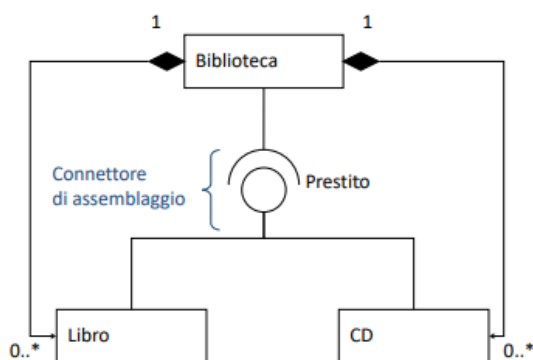 1
1
Biblioteca
Connettore
di assemblaggio
Prestito
Libro
CD
0..*
0..*